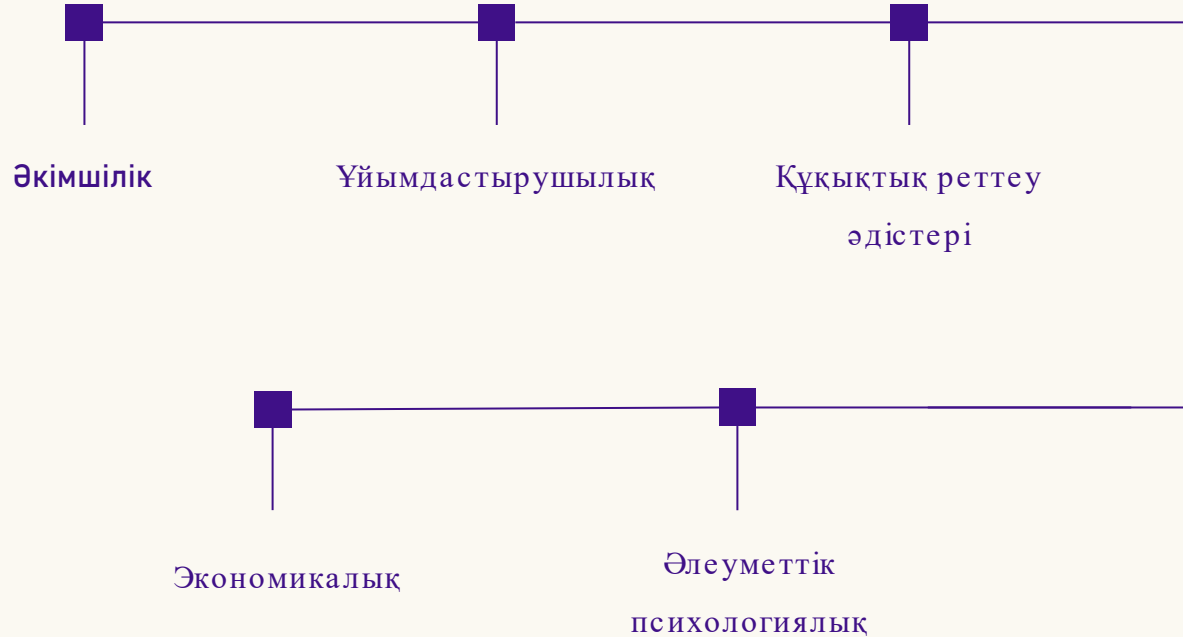 Әкімшілік
Ұйымдастырушылық
Құқықтық реттеу
әдістері
Экономикалық
Әлеуметтік
психологиялық